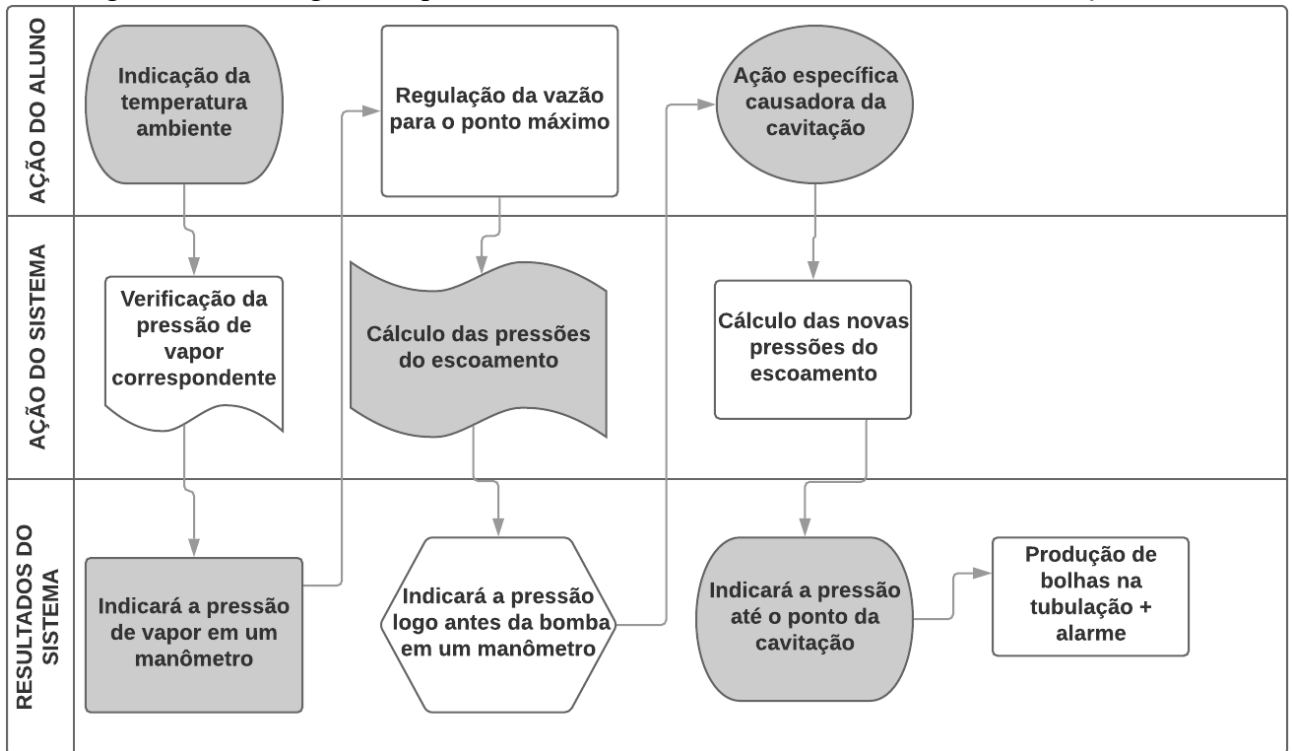 AÇÃO DO ALUNO
Indicação da
temperatura
ambiente
Regulação da vazão
para o ponto máximo
Ação específica
causadora da
cavitação
AÇÃO DO SISTEMA
Verificação da
pressão de
vapor
correspondente
Cálculo das pressões
do escoamento
Cálculo das novas
pressões do
escoamento
RESULTADOS DO
SISTEMA
Indicará a pressão
de vapor em um
manômetro
Indicará a pressão
logo antes da bomba
em um manômetro
Indicará a pressão
até o ponto da
cavitação
Produção de
bolhas na
tubulação +
alarme